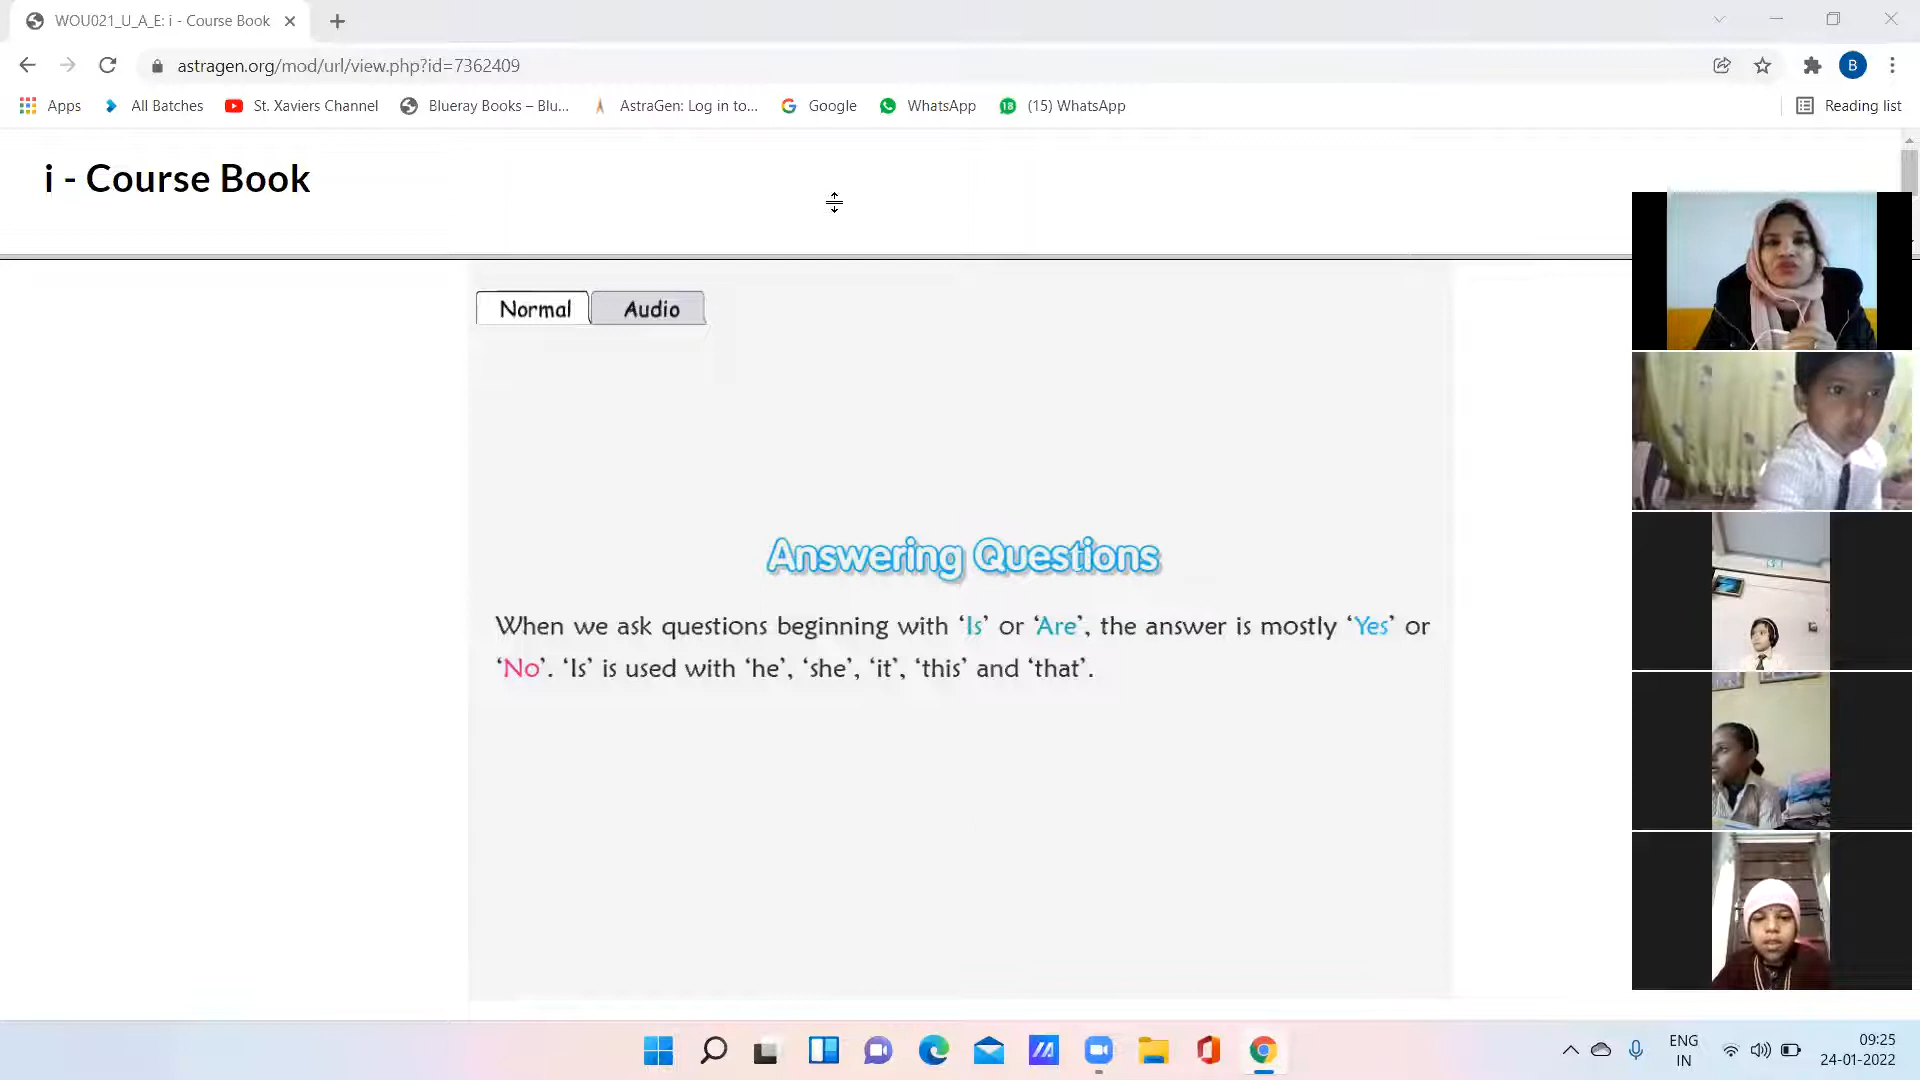 WOU021_U_A_E: i - Course Book
astragen.org/mod/url/view.php?id=7362409
B
Apps All Batches St. Xaviers Channel Blueray Books – Blu... AstraGen: Log in to... Google WhatsApp 18 (15) WhatsApp Reading list
i - Course Book
Normal Audio
Answering Questions
When we ask questions beginning with ‘Is’ or ‘Are’, the answer is mostly ‘Yes’ or
‘No’. ‘Is’ is used with ‘he’, ‘she’, ‘it’, ‘this’ and ‘that’.
ENG
IN
09:25
24-01-2022